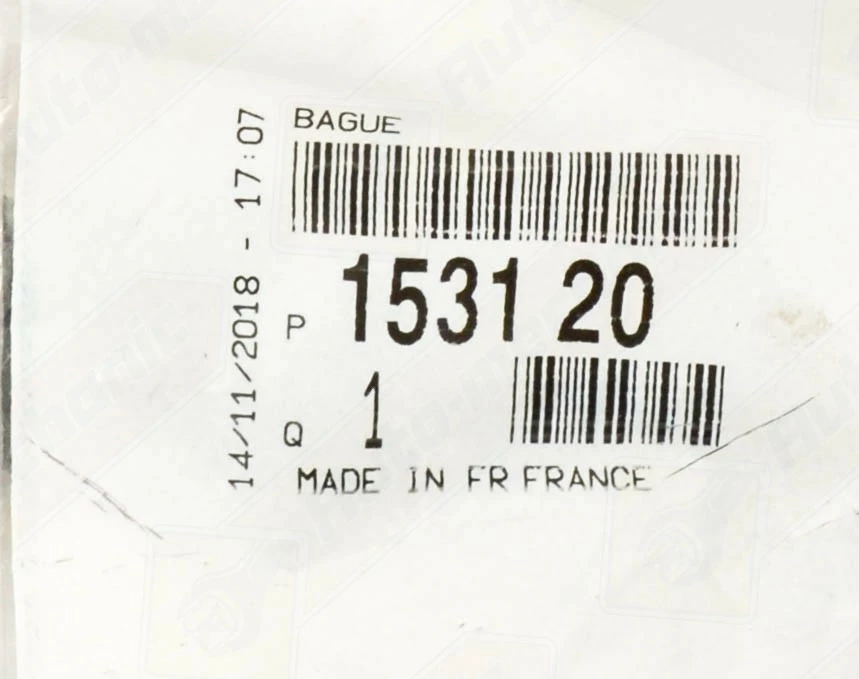 BAGUE
14/11/2018 - 17:07
P 1531 20
Q 1
MADE IN FR FRANCE